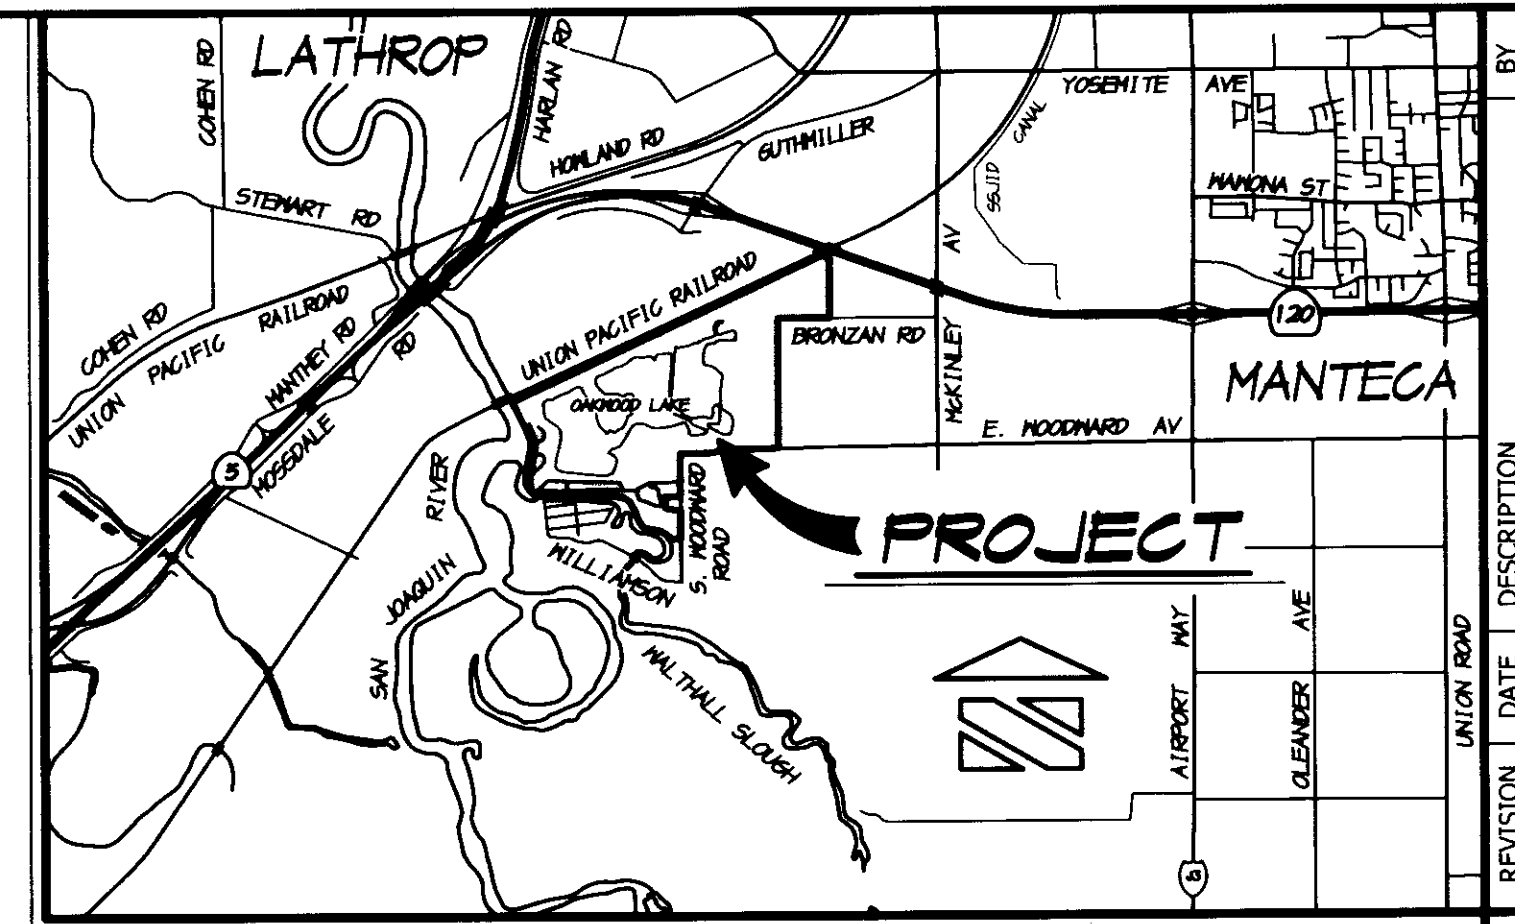 LATHROP
COHEN RD
HARLAN RD
HOWLAND RD
GUTHMILLER
YOSEMITE AVE
SSJID CANAL
WAWONA ST
STEWART RD
UNION PACIFIC RAILROAD
COHEN RD
UNION PACIFIC RAILROAD
MANTHEY RD
MOSSDALE RD
5
OAKWOOD LAKE
BRONZAN RD
MCKINLEY AV
120
MANTECA
E. WOODWARD AV
S. WOODWARD
ROAD
PROJECT
WILLIAMSON
SAN JOAQUIN RIVER
WALTHALL SLOUGH
AIRPORT WAY
OLEANDER AVE
UNION ROAD
BY
DESCRIPTION
DATE
REVISION